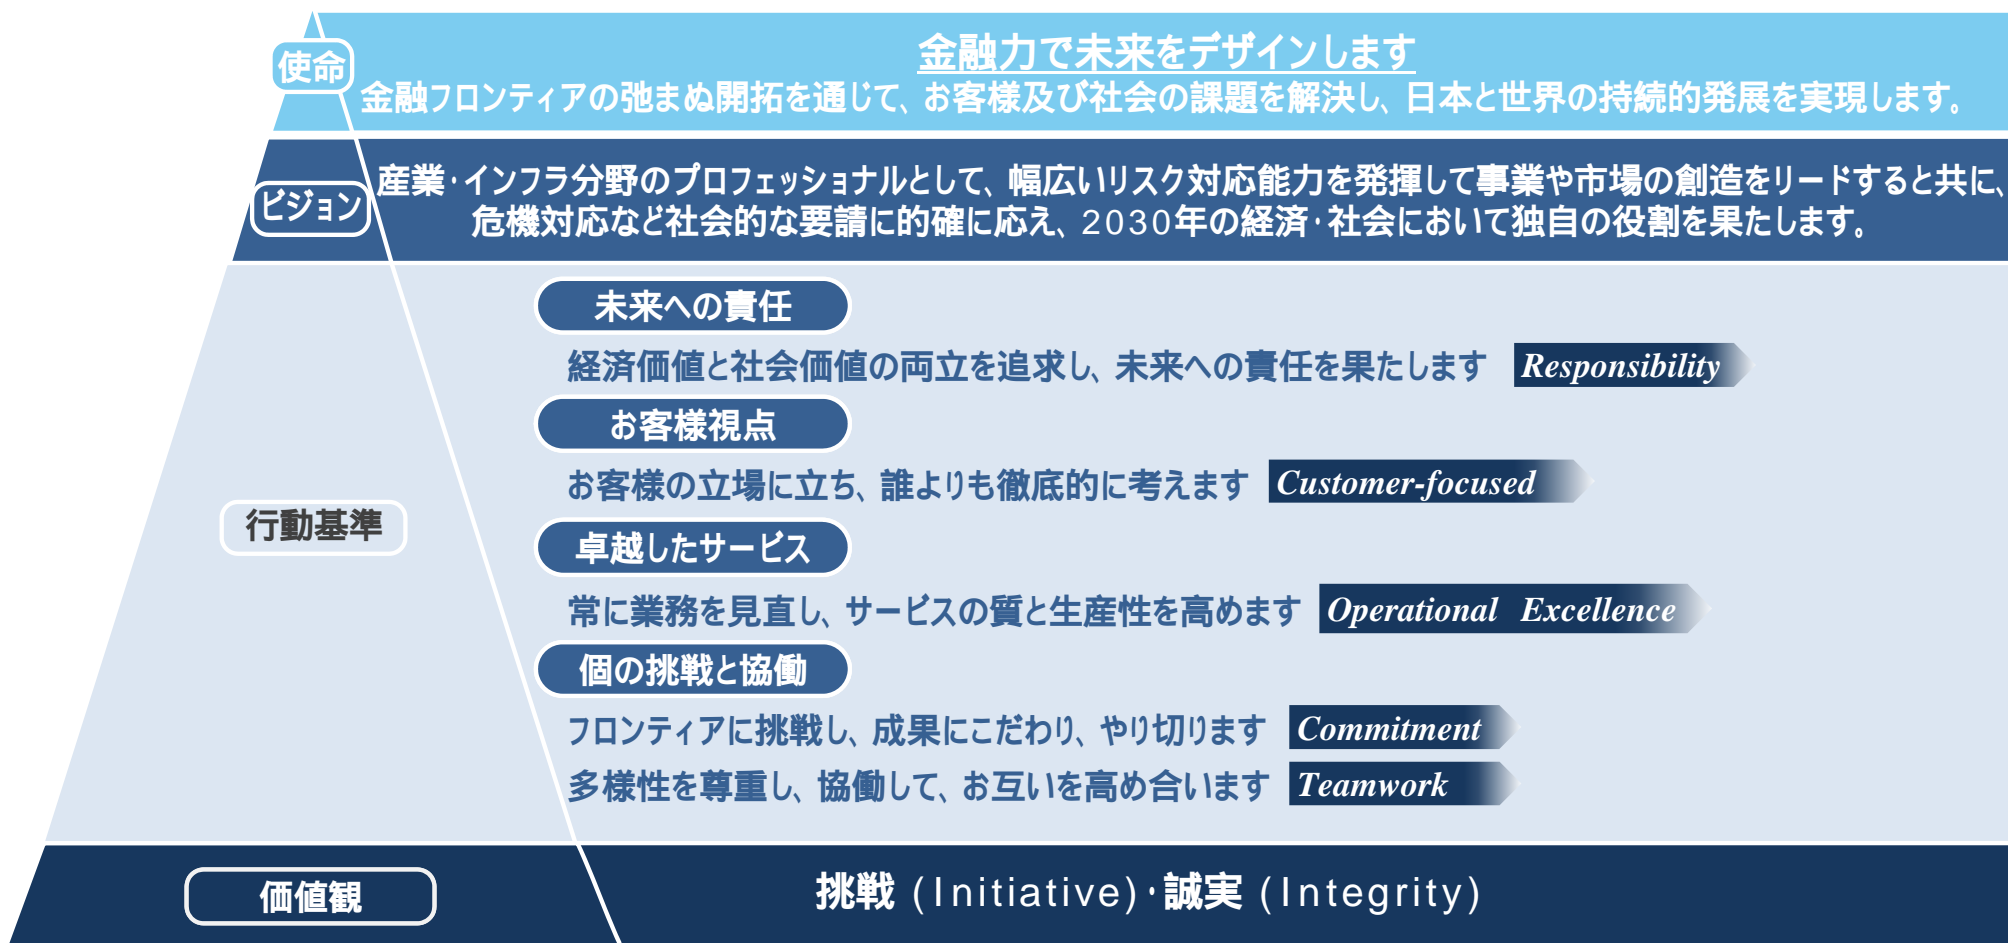 使命
金融力で未来をデザインします
金融フロンティアの弛まぬ開拓を通じて、お客様及び社会の課題を解決し、日本と世界の持続的発展を実現します。
ビジョン
産業・インフラ分野のプロフェッショナルとして、幅広いリスク対応能力を発揮して事業や市場の創造をリードすると共に、
危機対応など社会的な要請に的確に応え、2030年の経済・社会において独自の役割を果たします。
行動基準
未来への責任
経済価値と社会価値の両立を追求し、未来への責任を果たします Responsibility
お客様視点
お客様の立場に立ち、誰よりも徹底的に考えます Customer-focused
卓越したサービス
常に業務を見直し、サービスの質と生産性を高めます Operational Excellence
個の挑戦と協働
フロンティアに挑戦し、成果にこだわり、やり切ります Commitment
多様性を尊重し、協働して、お互いを高め合います Teamwork
価値観
挑戦 (Initiative)・誠実 (Integrity)